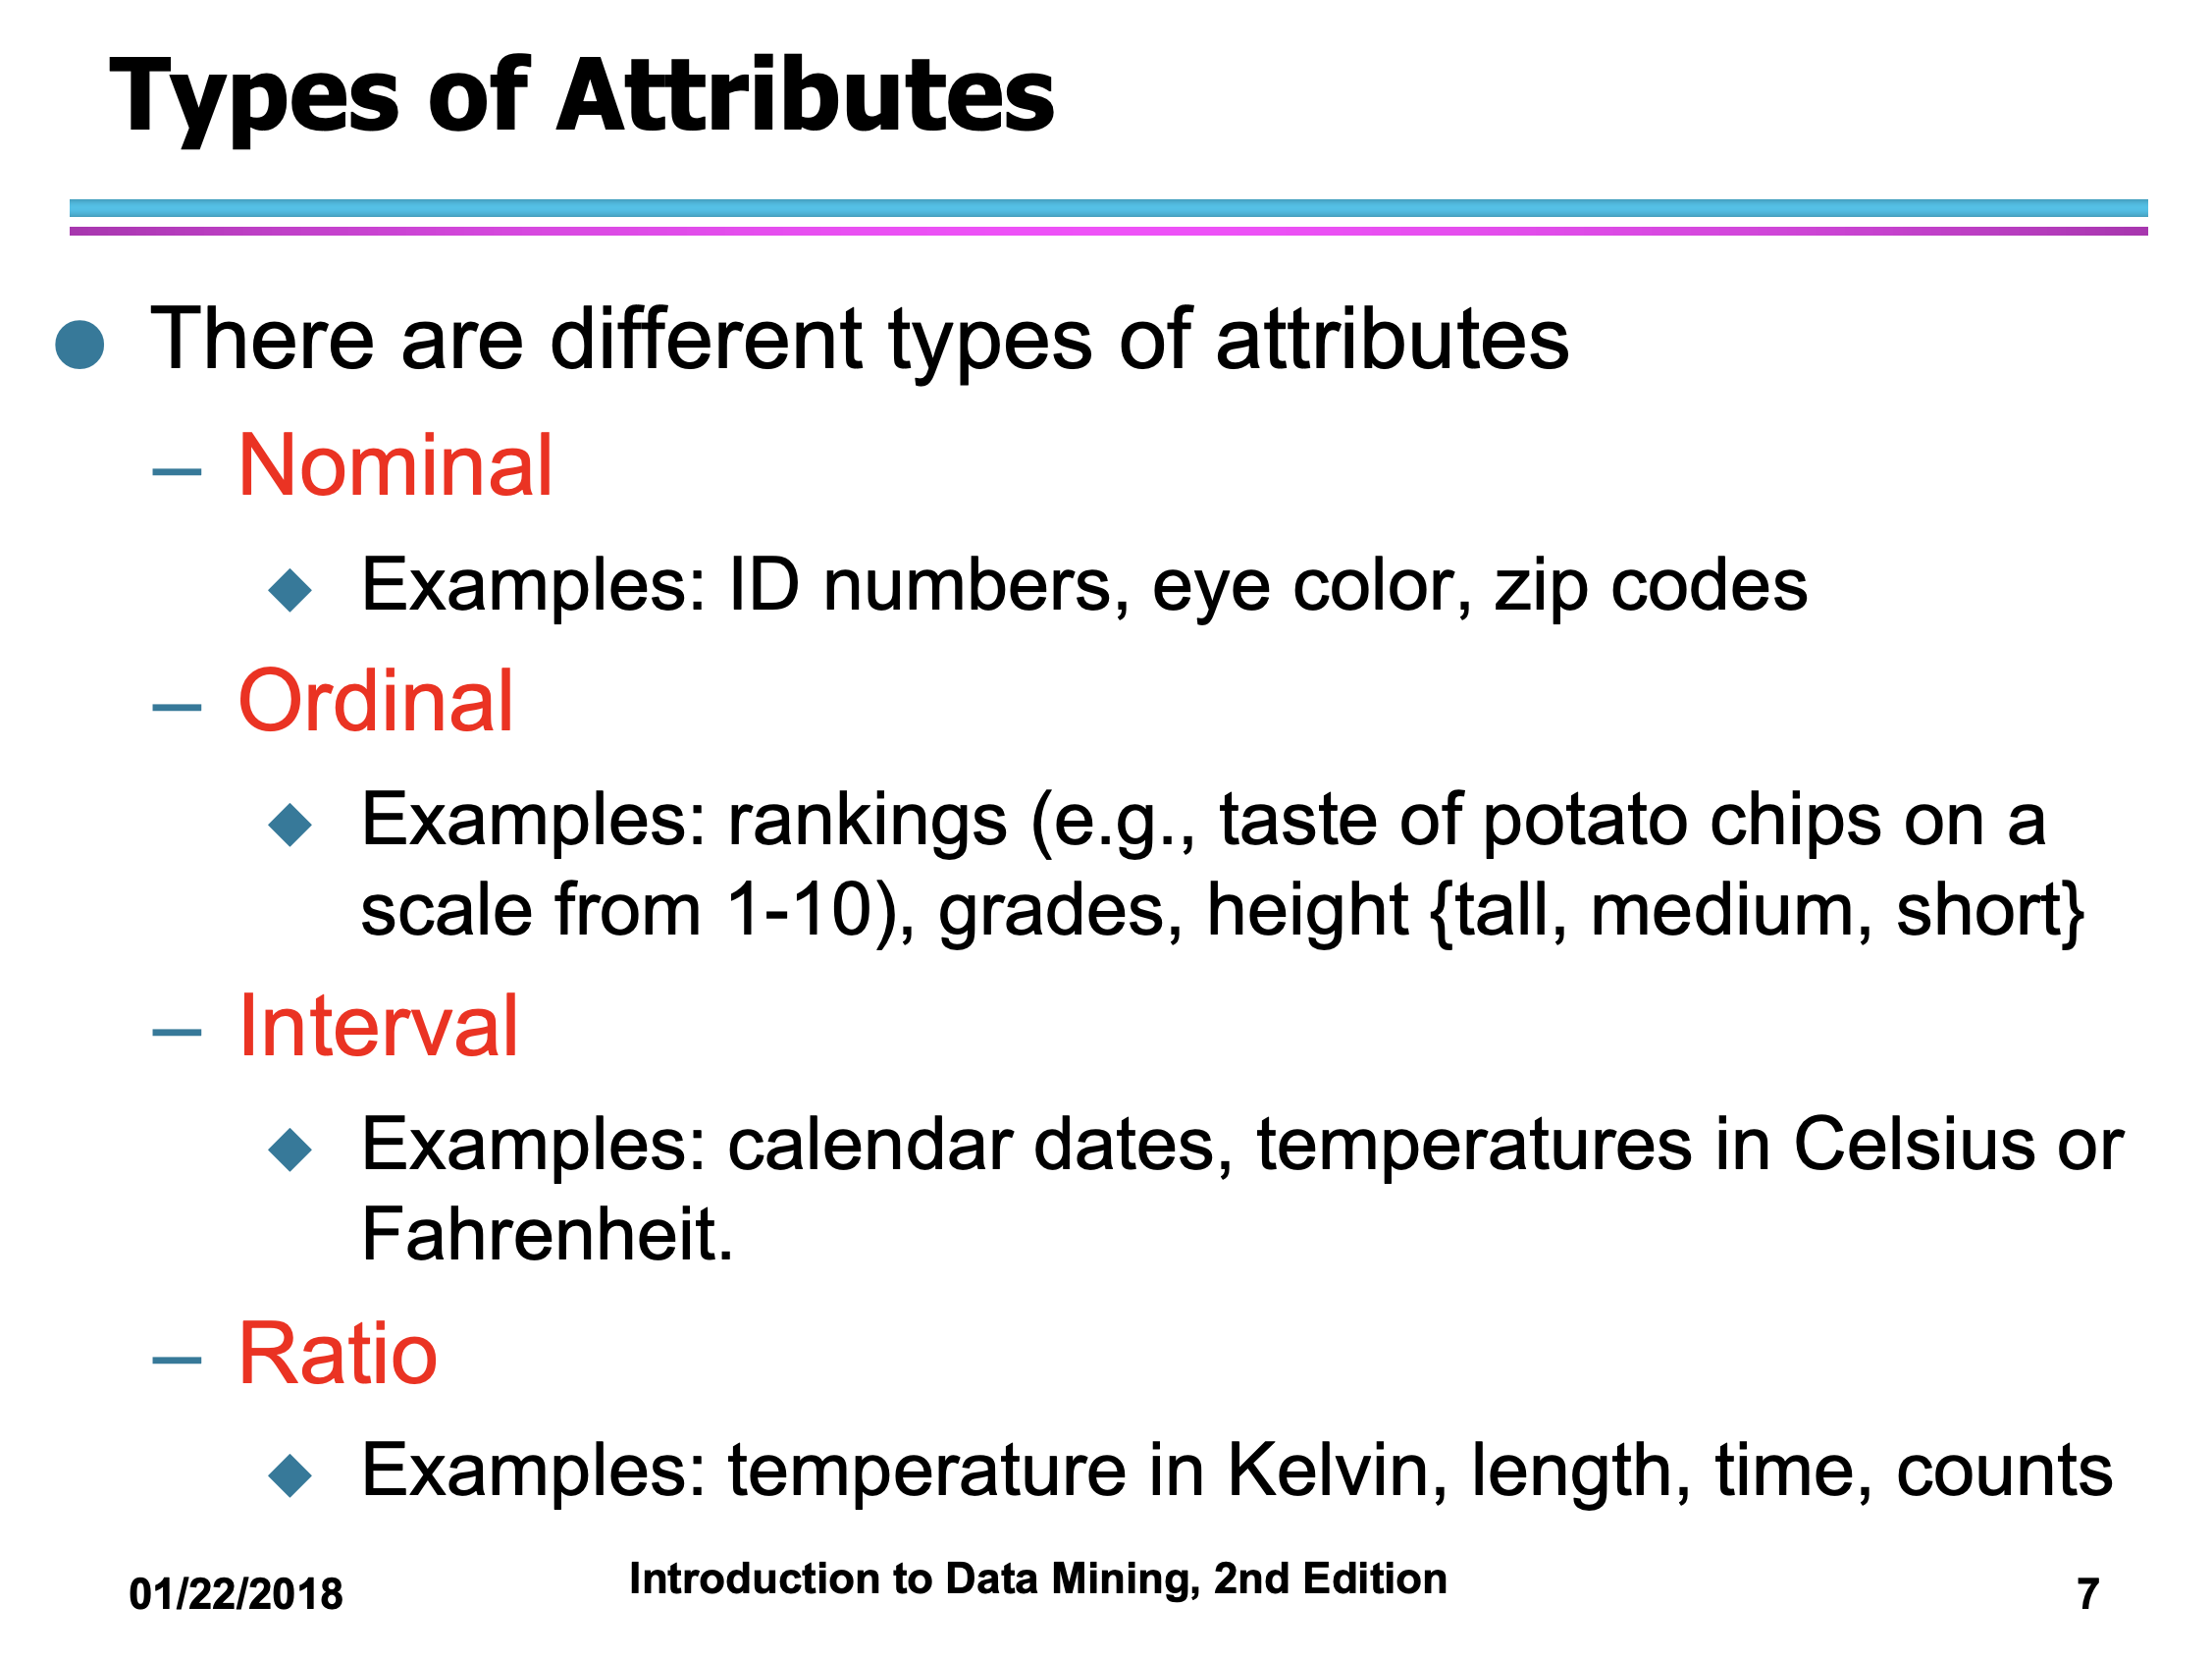 Types of Attributes
There are different types of attributes
– Nominal
Examples: ID numbers, eye color, zip codes
– Ordinal
Examples: rankings (e.g., taste of potato chips on a
scale from 1-10), grades, height {tall, medium, short}
– Interval
Examples: calendar dates, temperatures in Celsius or
Fahrenheit.
– Ratio
Examples: temperature in Kelvin, length, time, counts
01/22/2018
Introduction to Data Mining, 2nd Edition
7